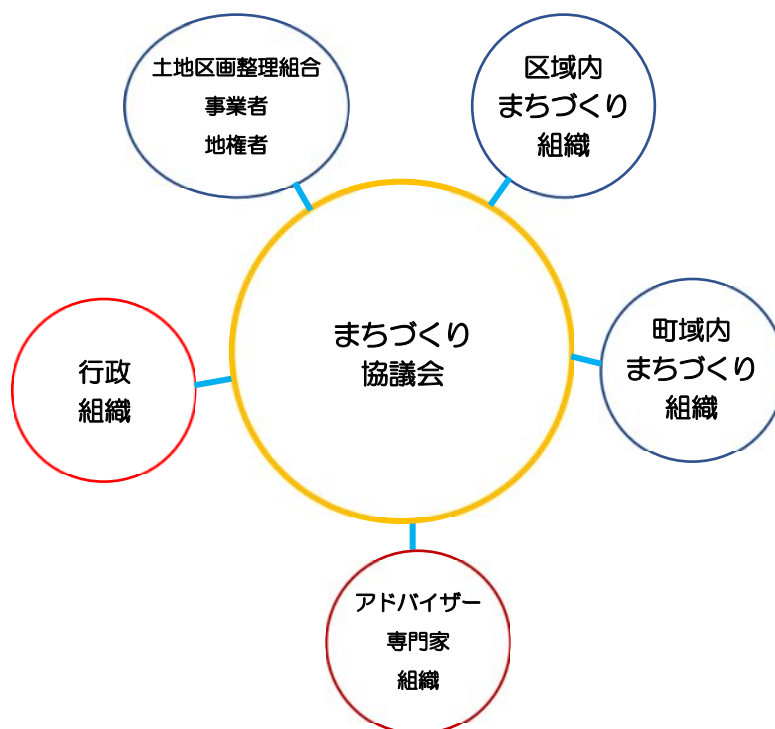 土地区画整理組合
事業者
地権者
区域内
まちづくり
組織
まちづくり
協議会
町域内
まちづくり
組織
行政
組織
アドバイザー
専門家
組織